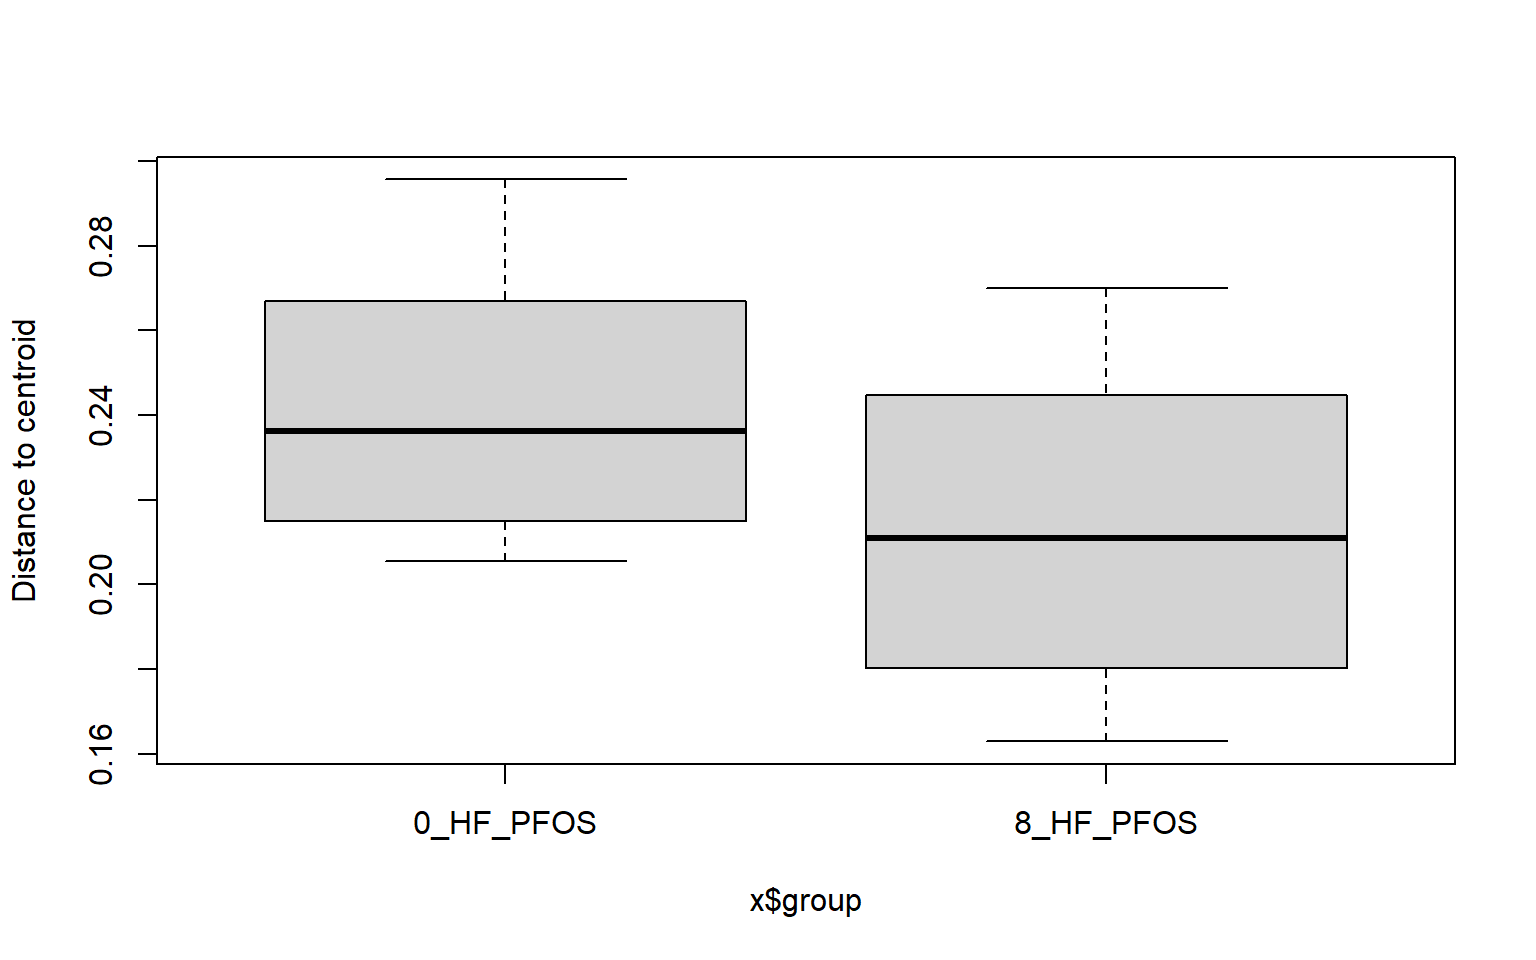 Distance to centroid
0.28
0.24
0.20
0.16
0_HF_PFOS
8_HF_PFOS
x$group